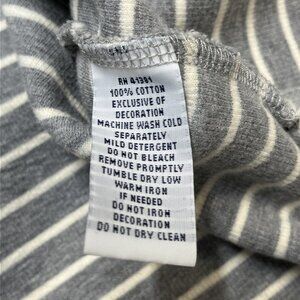 RN 41381
100% COTTON
EXCLUSIVE OF
DECORATION
MACHINE WASH COLD
SEPARATELY
MILD DETERGENT
DO NOT BLEACH
REMOVE PROMPTLY
TUMBLE DRY LOW
WARM IRON
IF NEEDED
DO NOT IRON
DECORATION
DO NOT DRY CLEAN